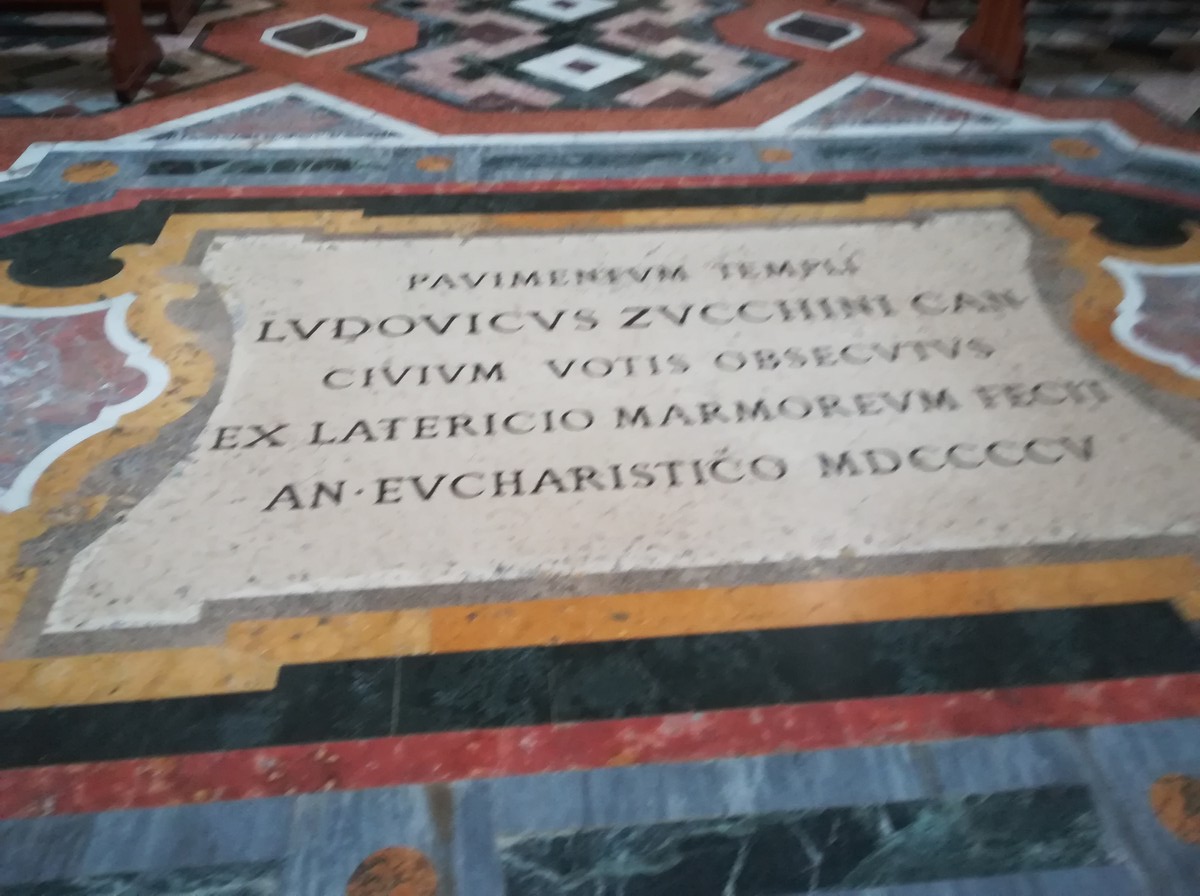 PAVIMENTVM TEMPLI
LVDOVICVS ZVCCHINI CAN
CIVIVM VOTIS OBSECVTVS
EX LATERICIO MARMOREVM FECIT
AN·EVCHARISTICO MDCCCCV